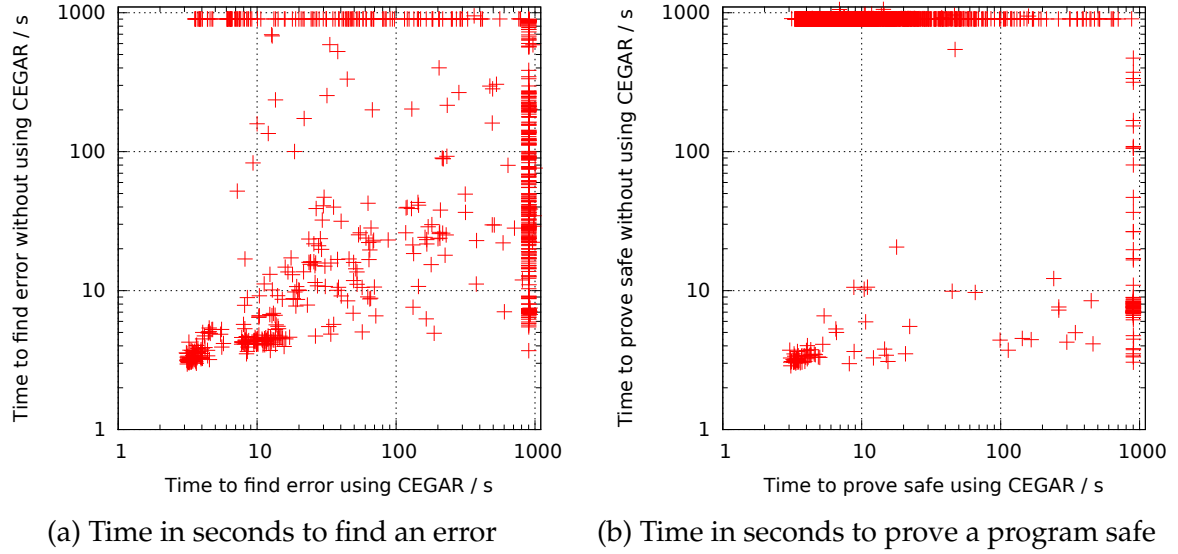 Time to find error without using CEGAR / s
1000
100
10
1
1
10
100
1000
Time to find error using CEGAR / s
(a) Time in seconds to find an error
Time to prove safe without using CEGAR / s
1000
100
10
1
1
10
100
1000
Time to prove safe using CEGAR / s
(b) Time in seconds to prove a program safe